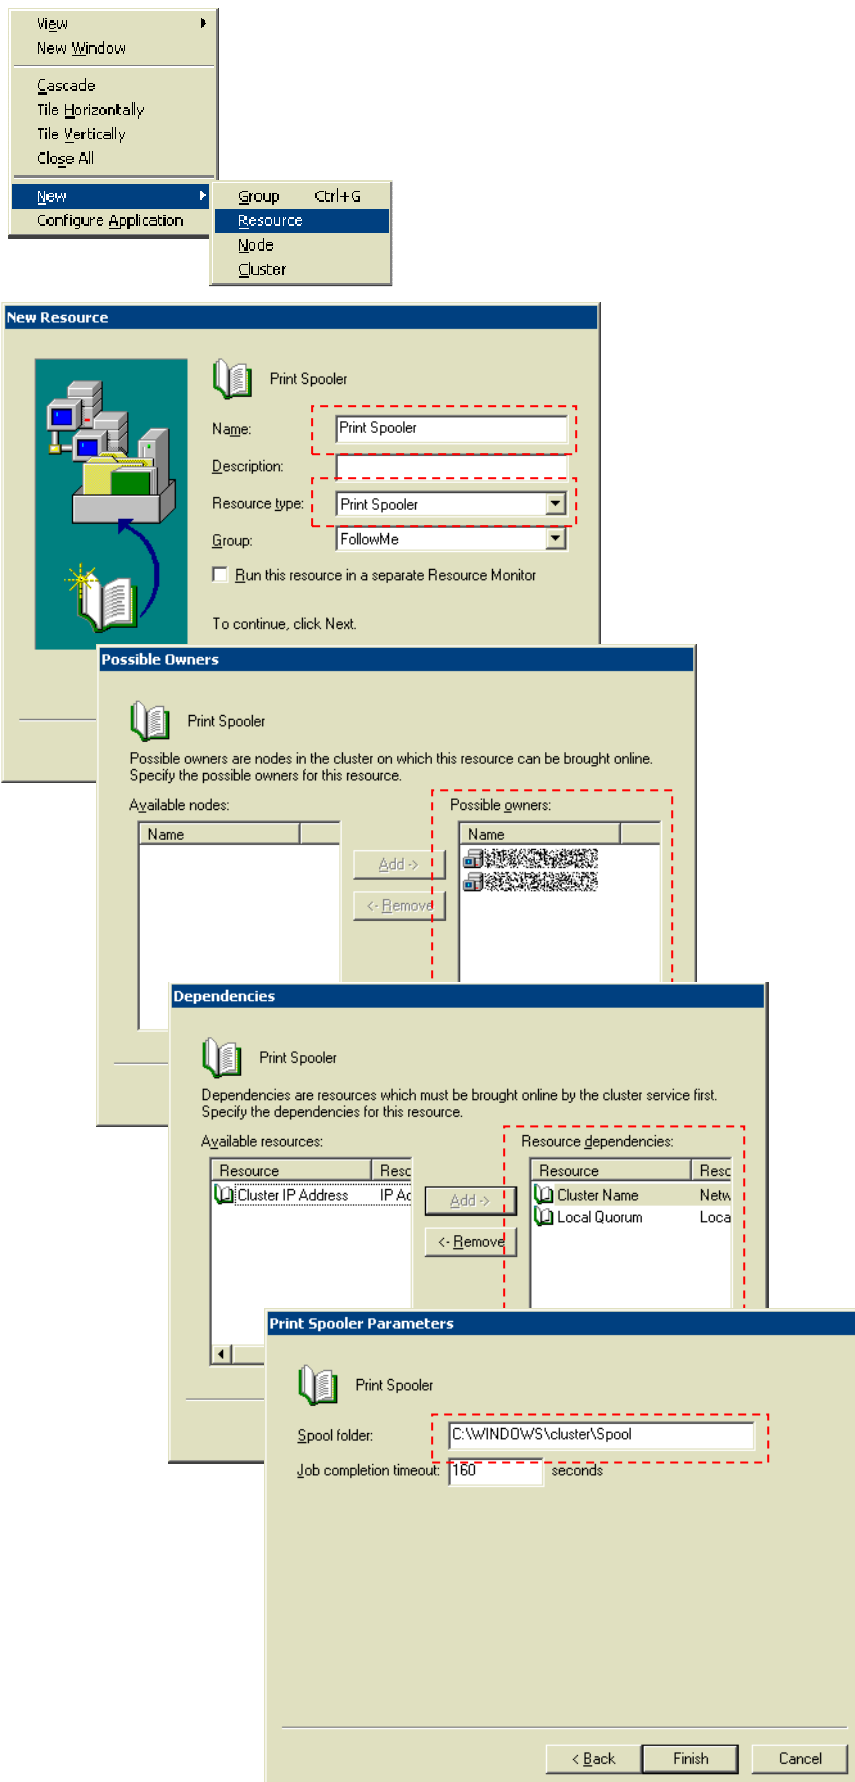 View
New Window
Cascade
Tile Horizontally
Tile Vertically
Close All
New
Configure Application
Group Ctrl+G
Resource
Node
Cluster
New Resource
Print Spooler
Name: Print Spooler
Description:
Resource type: Print Spooler
Group: FollowMe
Run this resource in a separate Resource Monitor
To continue, click Next.
Possible Owners
Print Spooler
Possible owners are nodes in the cluster on which this resource can be brought online.
Specify the possible owners for this resource.
Available nodes: Possible owners:
Name Name
Add ->
<- Remove
Dependencies
Print Spooler
Dependencies are resources which must be brought online by the cluster service first.
Specify the dependencies for this resource.
Available resources: Resource dependencies:
Resource Resc Resource Resc
Cluster IP Address IP Ac Add -> Cluster Name Netw
Local Quorum Loca
<- Remove
Print Spooler Parameters
Print Spooler
Spool folder: C:\WINDOWS\cluster\Spool
Job completion timeout: 160 seconds
< Back Finish Cancel